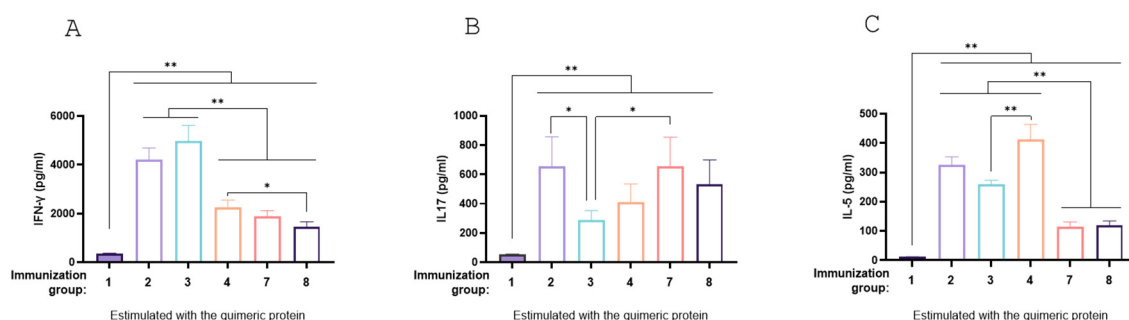 A
**
**
*
6000
4000
2000
0
IFN-γ (pg/ml)
Immunization group: 1 2 3 4 7 8
Estimulated with the quimeric protein
B
**
*
*
1000
800
600
400
200
0
IL17 (pg/ml)
Immunization group: 1 2 3 4 7 8
Estimulated with the quimeric protein
C
**
**
**
500
400
300
200
100
0
IL-5 (pg/ml)
Immunization group: 1 2 3 4 7 8
Estimulated with the quimeric protein